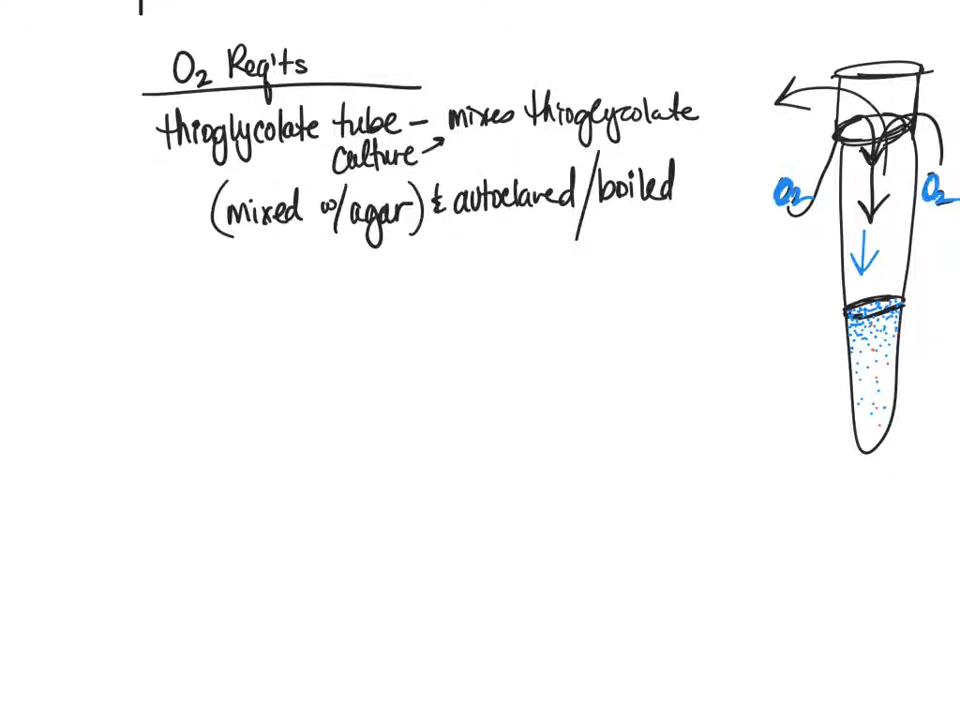 O2 Req'ts
thioglycolate tube – mixes thioglycolate
culture
(mixed w/ agar) & autoclaved/boiled
O2
O2